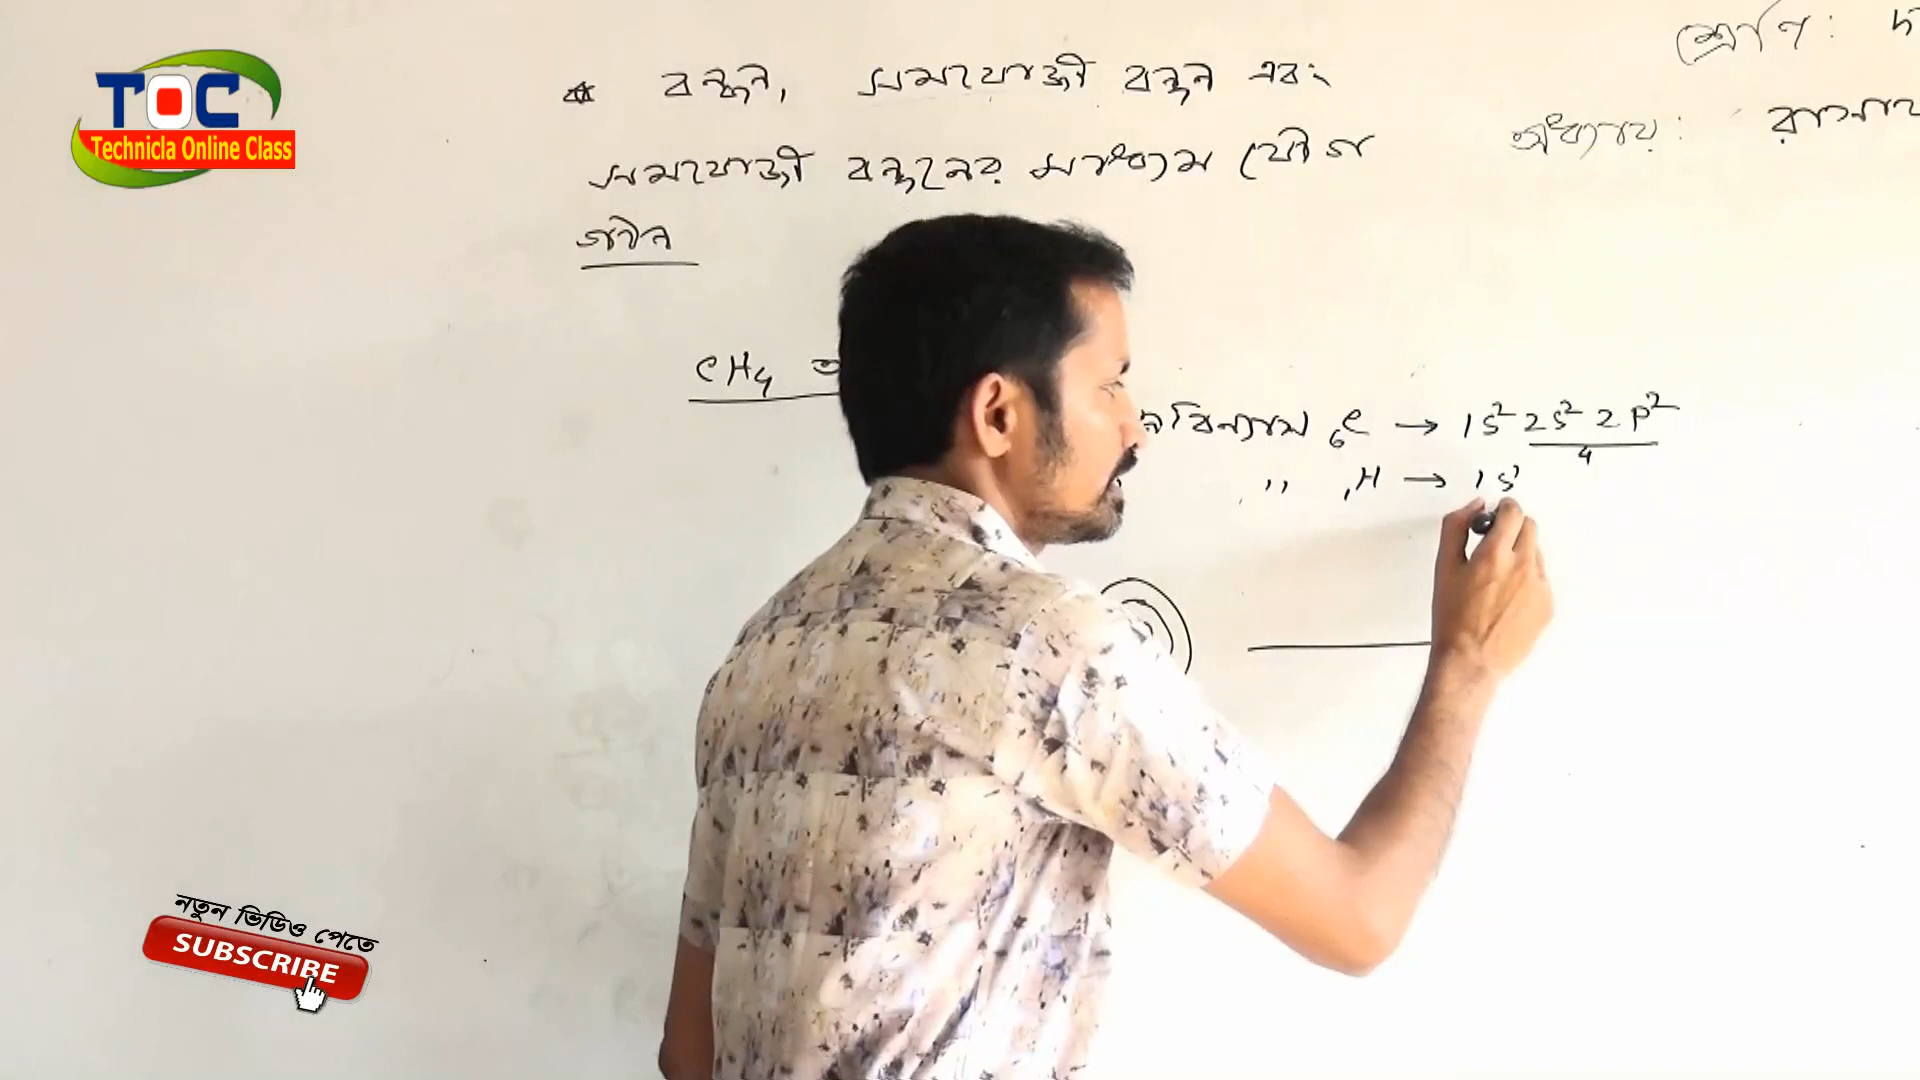 TOC
Technicla Online Class
শ্রেণি : দ
* বন্ধন, সমযোজী বন্ধন এবং
সমযোজী বন্ধনের মাধ্যমে যৌগ
গঠন
অধ্যায় : রাসায়
CH4
নবিন্যাস 6C → 1s² 2s² 2p²
4
,, 1H → 1s¹
নতুন ভিডিও পেতে
SUBSCRIBE